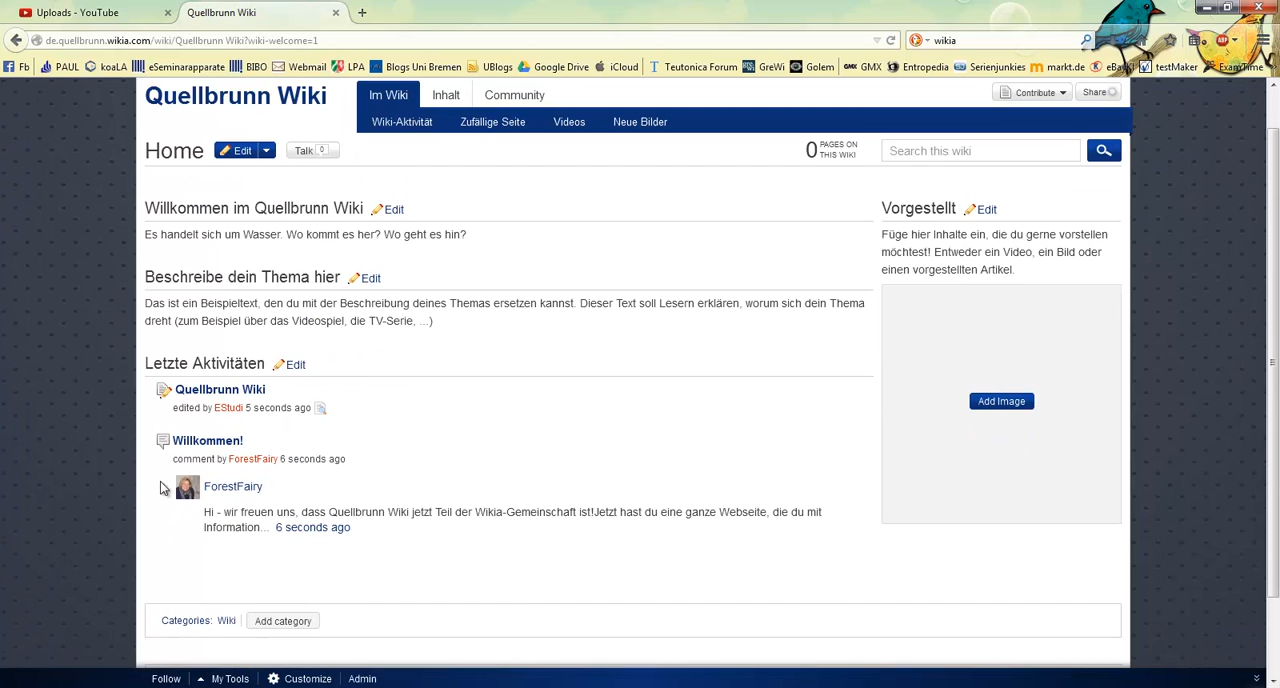 Uploads - YouTube
Quellbrunn Wiki
de.quellbrunn.wikia.com/wiki/Quellbrunn Wiki?wiki-welcome=1
wikia
Fb PAUL koaLA eSeminarapparate BIBO Webmail LPA Blogs Uni UBlogs Google Drive iCloud Teutonica Forum GreWi Golem GMX Entropedia Serienjunkies markt.de testMaker ExamTime
Quellbrunn Wiki
Im Wiki Inhalt Community
Contribute Share
Wiki-Aktivität Zufällige Seite Videos Neue Bilder
Home Edit Talk 0
0 PAGES ON
THIS WIKI
Search this wiki
Willkommen im Quellbrunn Wiki Edit
Es handelt sich um Wasser. Wo kommt es her? Wo geht es hin?
Beschreibe dein Thema hier Edit
Das ist ein Beispieltext, den du mit der Beschreibung deines Themas ersetzen kannst. Dieser Text soll Lesern erklären, worum sich dein Thema
dreht (zum Beispiel über das Videospiel, die TV-Serie, ...)
Letzte Aktivitäten Edit
Quellbrunn Wiki
edited by EStudi 5 seconds ago
Willkommen!
comment by ForestFairy 6 seconds ago
ForestFairy
Hi - wir freuen uns, dass Quellbrunn Wiki jetzt Teil der Wikia-Gemeinschaft ist!Jetzt hast du eine ganze Webseite, die du mit
Information... 6 seconds ago
Vorgestellt Edit
Füge hier Inhalte ein, die du gerne vorstellen
möchtest! Entweder ein Video, ein Bild oder
einen vorgestellten Artikel.
Add Image
Categories: Wiki Add category
Follow My Tools Customize Admin